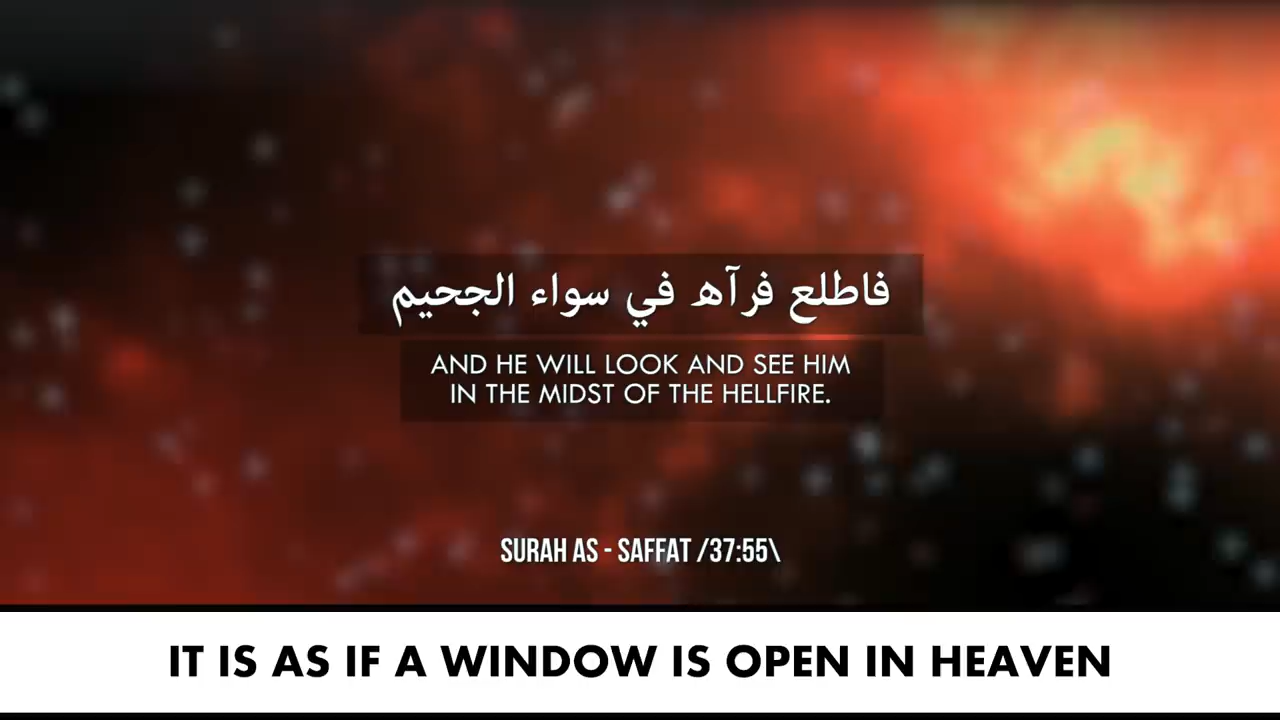 فاطلع فرآه في سواء الجحيم
AND HE WILL LOOK AND SEE HIM
IN THE MIDST OF THE HELLFIRE.
SURAH AS - SAFFAT /37:55\
IT IS AS IF A WINDOW IS OPEN IN HEAVEN